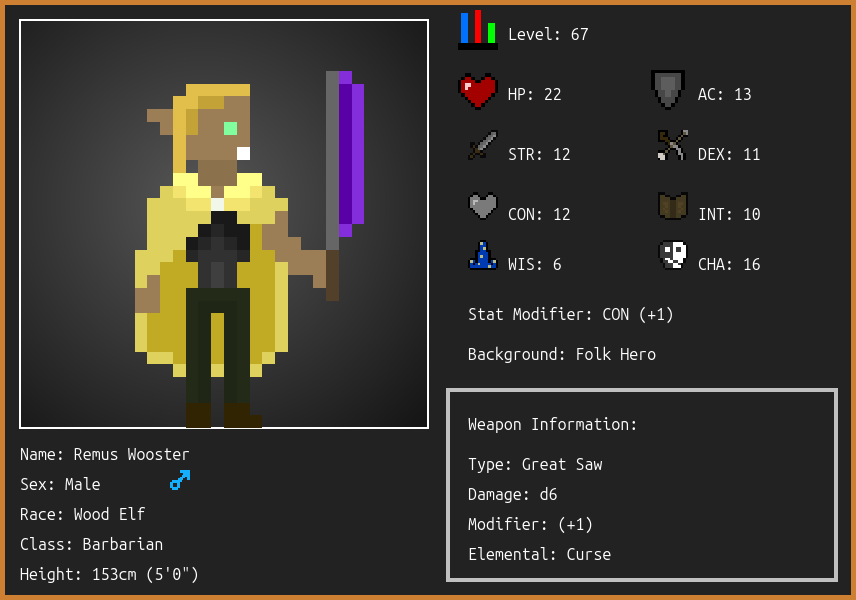 Level: 67
HP: 22
AC: 13
STR: 12
DEX: 11
CON: 12
INT: 10
WIS: 6
CHA: 16
Stat Modifier: CON (+1)
Background: Folk Hero
Weapon Information:
Type: Great Saw
Damage: d6
Modifier: (+1)
Elemental: Curse
Name: Remus Wooster
Sex: Male
Race: Wood Elf
Class: Barbarian
Height: 153cm (5'0")